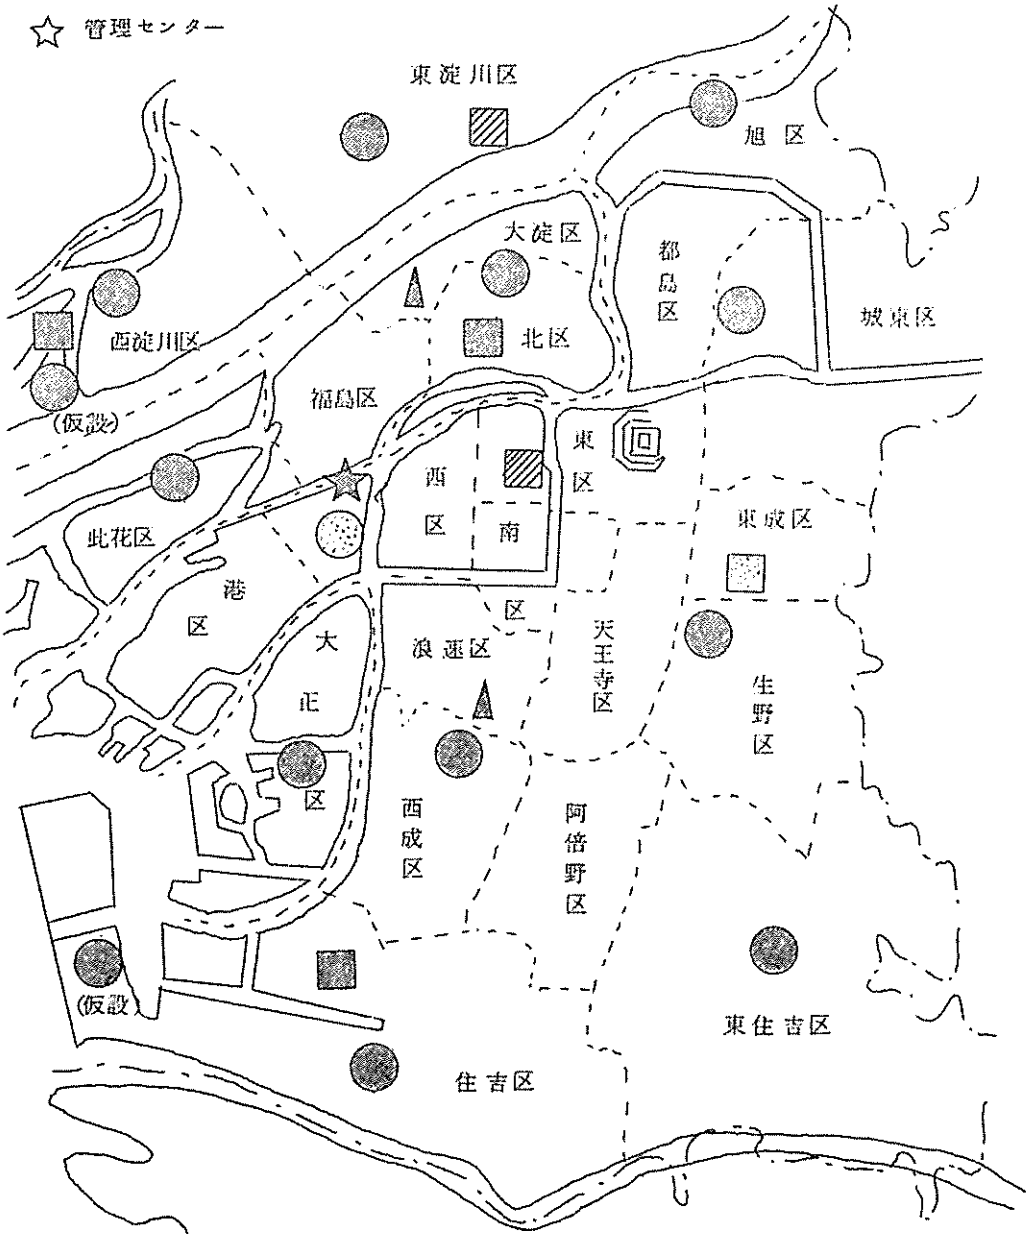 管理センター
東淀川区
旭区
大淀区
都島区
城東区
西淀川区
北区
福島区
(仮設)
東区
西区
東成区
此花区
南区
港区
大正区
浪速区
天王寺区
生野区
西成区
阿倍野区
(仮設)
東住吉区
住吉区